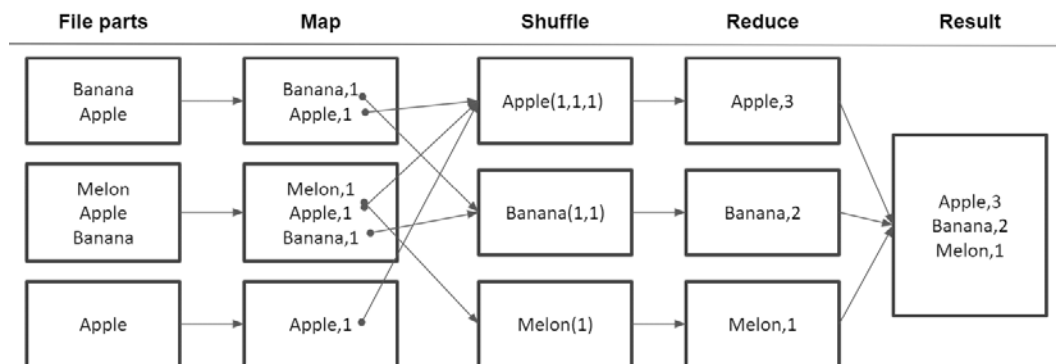 File parts
Map
Shuffle
Reduce
Result
Banana
Apple
Banana,1
Apple,1
Apple(1,1,1)
Apple,3
Melon
Apple
Banana
Melon,1
Apple,1
Banana,1
Banana(1,1)
Banana,2
Apple,3
Banana,2
Melon,1
Apple
Apple,1
Melon(1)
Melon,1